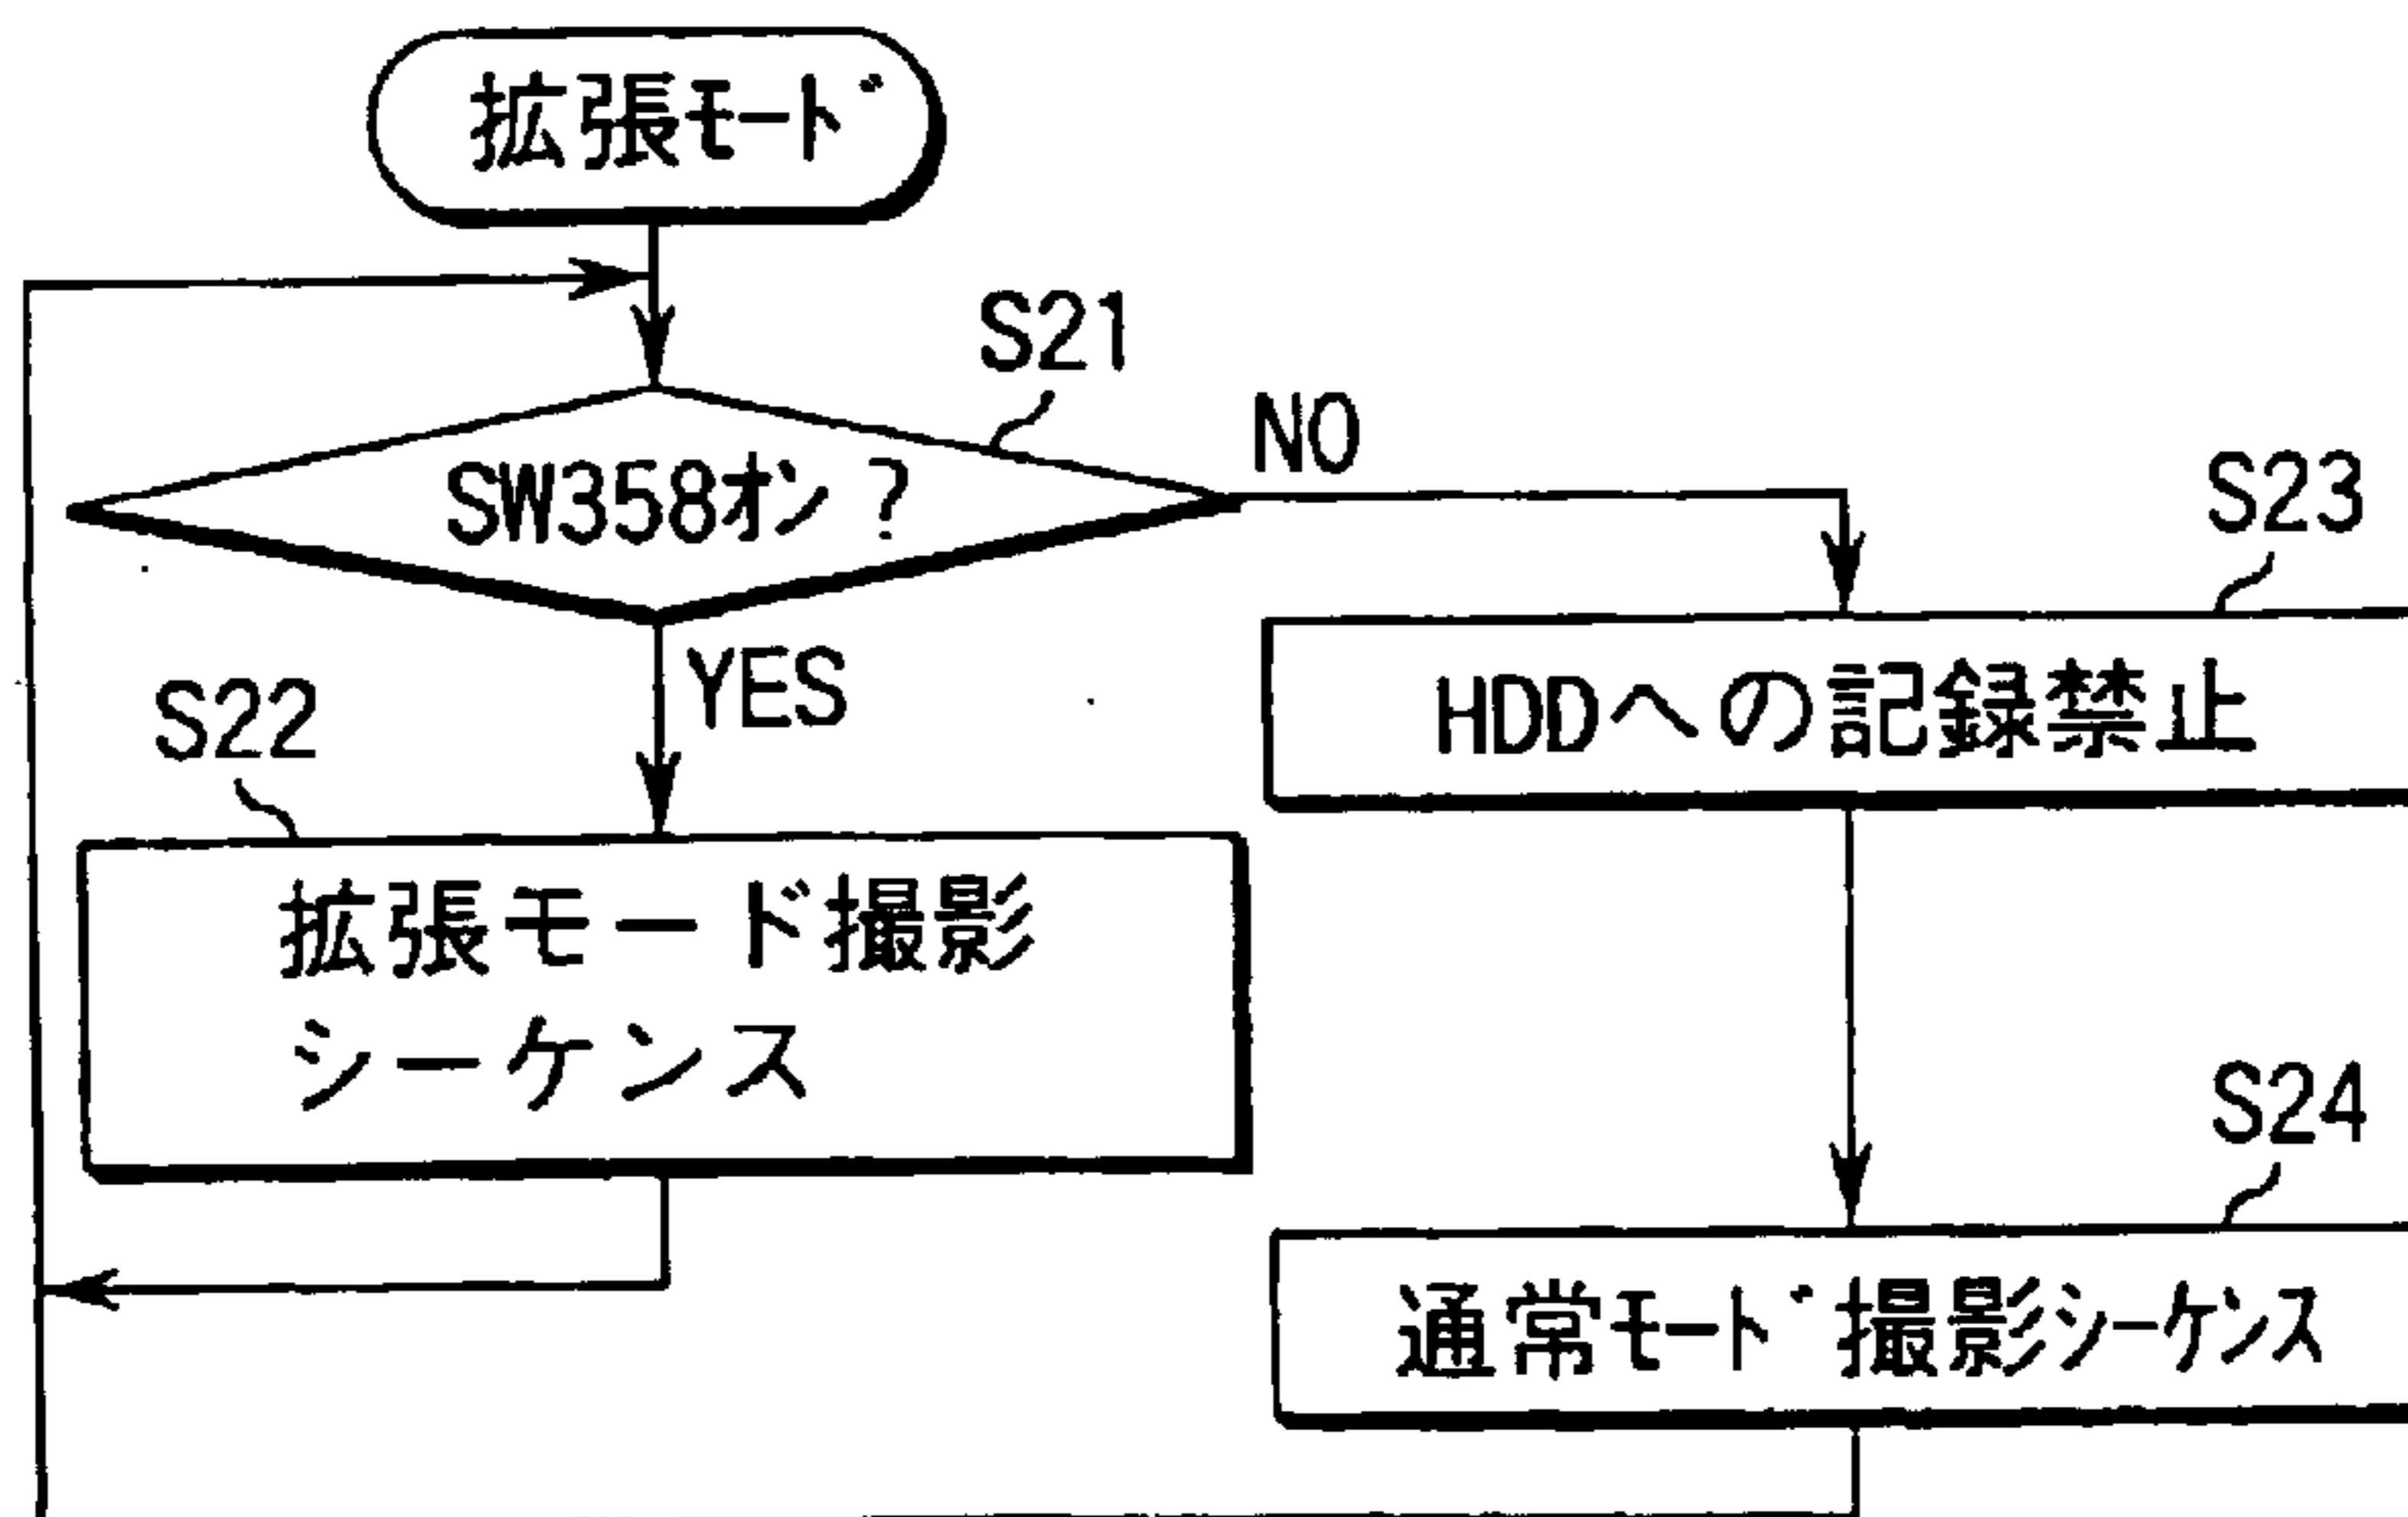 拡張ﾓｰﾄﾞ
S21
SW358ｵﾝ？
NO
YES
S22
拡張モード撮影
シーケンス
S23
HDDへの記録禁止
S24
通常ﾓｰﾄﾞ撮影ｼｰｹﾝｽ